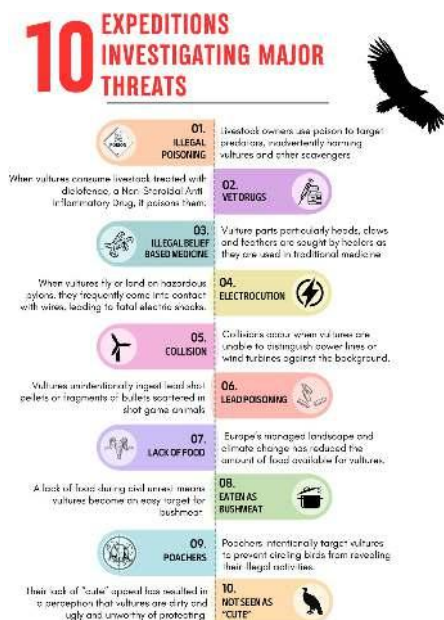 10 EXPEDITIONS
INVESTIGATING MAJOR
THREATS
POISON
01.
ILLEGAL
POISONING
Livestock owners use poison to target
predators, inadvertently harming
vultures and other scavengers
When vultures consume livestock treated with
diclofenac, a Non-Steroidal Anti
Inflammatory Drug, it poisons them.
02.
VET DRUGS
03.
ILLEGAL BELIEF
BASED MEDICINE
Vulture parts particularly heads, claws
and feathers are sought by healers as
they are used in traditional medicine
When vultures fly or land on hazardous
pylons, they frequently come into contact
with wires, leading to fatal electric shocks.
04.
ELECTROCUTION
05.
COLLISION
Collisions occur when vultures are
unable to distinguish power lines or
wind turbines against the background.
Vultures unintentionally ingest lead shot
pellets or fragments of bullets scattered in
shot game animals
06.
LEAD POISONING
07.
LACK OF FOOD
Europe's managed landscape and
climate change has reduced the
amount of food available for vultures.
A lack of food during civil unrest means
vultures become an easy target for
bushmeat
08.
EATEN AS
BUSHMEAT
09.
POACHERS
Poachers intentionally target vultures
to prevent circling birds from revealing
their illegal activities.
Their lack of "cute" appeal has resulted in
a perception that vultures are dirty and
ugly and unworthy of protecting
10.
NOT SEEN AS
"CUTE"